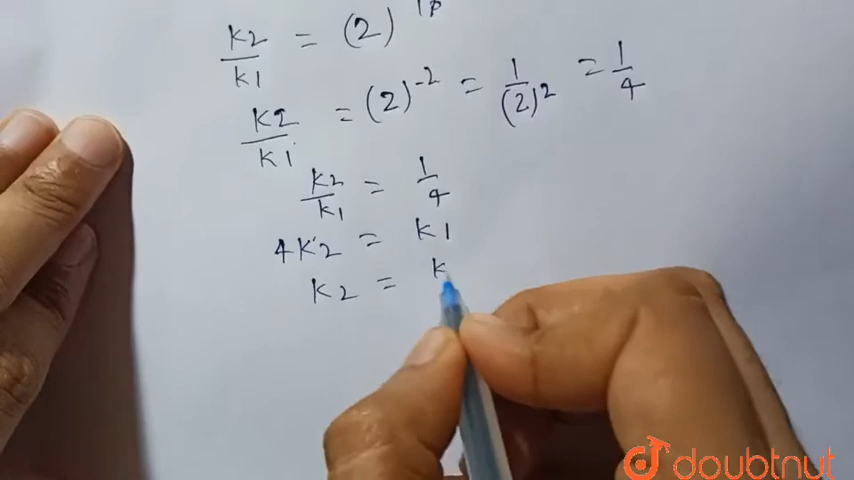 k2/k1 = (2)
k2/k1 = (2)^-2 = 1/(2)^2 = 1/4
k2/k1 = 1/4
4k2 = k1
k2 = k
doubtnut